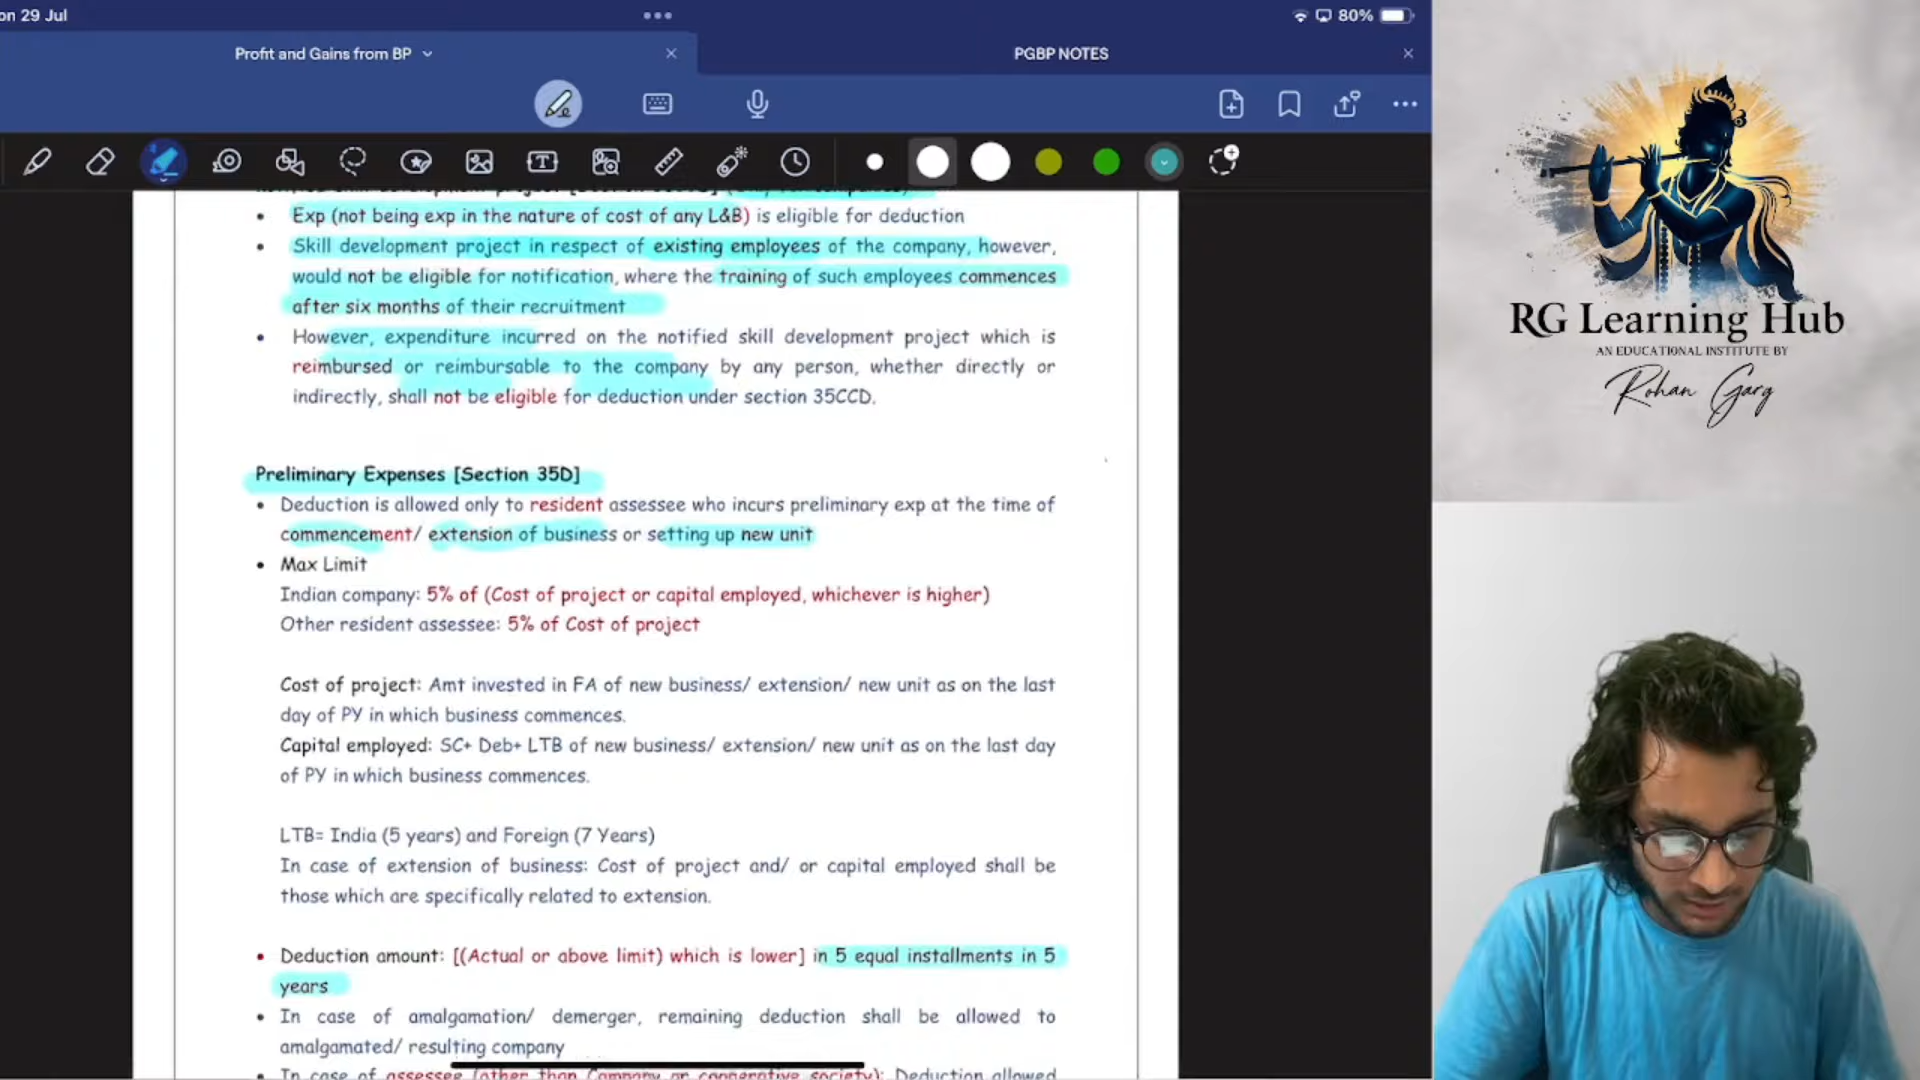 on 29 Jul
80%
Profit and Gains from BP
PGBP NOTES
Exp (not being exp in the nature of cost of any L&B) is eligible for deduction
Skill development project in respect of existing employees of the company, however,
would not be eligible for notification, where the training of such employees commences
after six months of their recruitment
However, expenditure incurred on the notified skill development project which is
reimbursed or reimbursable to the company by any person, whether directly or
indirectly, shall not be eligible for deduction under section 35CCD.
Preliminary Expenses [Section 35D]
Deduction is allowed only to resident assessee who incurs preliminary exp at the time of
commencement/ extension of business or setting up new unit
Max Limit
Indian company: 5% of (Cost of project or capital employed, whichever is higher)
Other resident assessee: 5% of Cost of project
Cost of project: Amt invested in FA of new business/ extension/ new unit as on the last
day of PY in which business commences.
Capital employed: SC+ Deb+ LTB of new business/ extension/ new unit as on the last day
of PY in which business commences.
LTB= India (5 years) and Foreign (7 Years)
In case of extension of business: Cost of project and/ or capital employed shall be
those which are specifically related to extension.
Deduction amount: [(Actual or above limit) which is lower] in 5 equal installments in 5
years
In case of amalgamation/ demerger, remaining deduction shall be allowed to
amalgamated/ resulting company
In case of assessee (other than Company or cooperative society): Deduction allowed
RG Learning Hub
AN EDUCATIONAL INSTITUTE BY
Rohan Garg